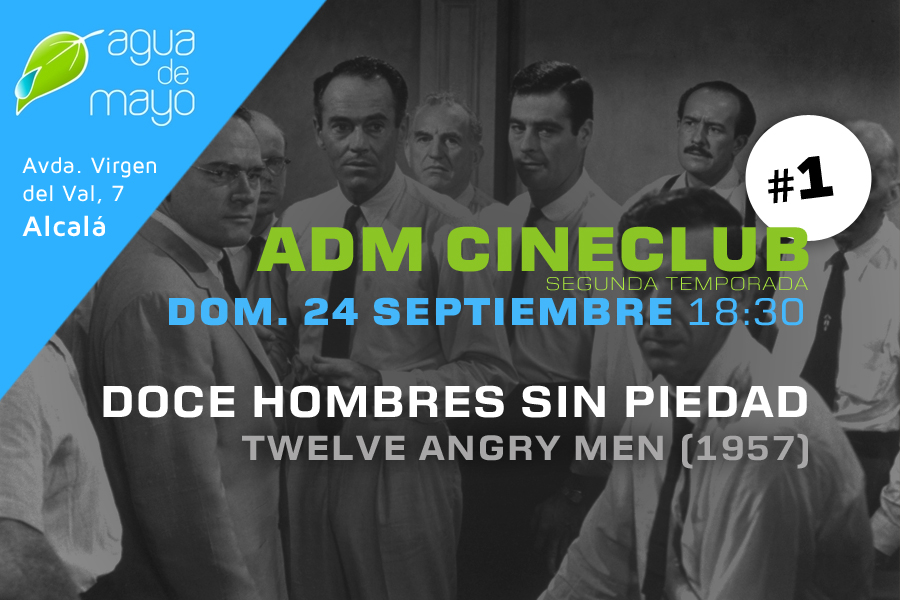 agua
de
mayo
Avda. Virgen
del Val, 7
Alcalá
#1
ADM CINECLUB
SEGUNDA TEMPORADA
DOM. 24 SEPTIEMBRE 18:30
DOCE HOMBRES SIN PIEDAD
TWELVE ANGRY MEN (1957)